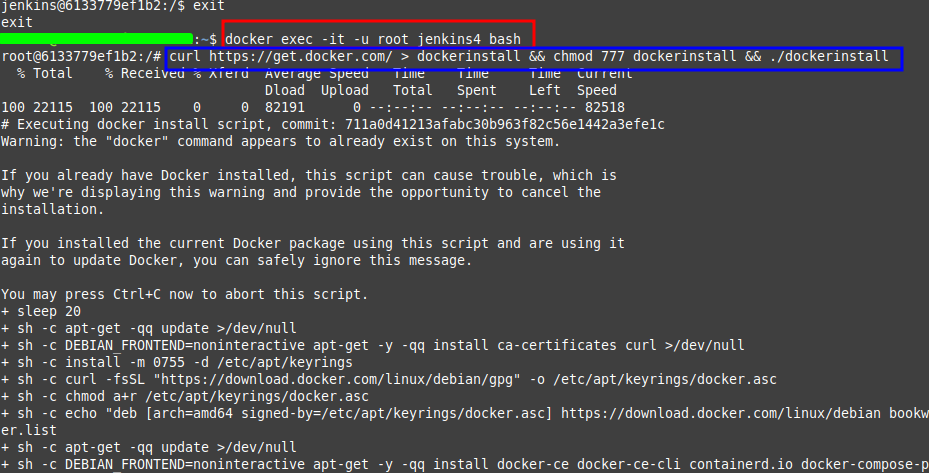 jenkins@6133779ef1b2:/$ exit
exit
:~$ docker exec -it -u root jenkins4 bash
root@6133779ef1b2:/# curl https://get.docker.com/ > dockerinstall && chmod 777 dockerinstall && ./dockerinstall
  % Total    % Received % Xferd  Average Speed   Time    Time     Time  Current
                                 Dload  Upload   Total   Spent    Left  Speed
100 22115  100 22115    0     0  82191      0 --:--:-- --:--:-- --:--:-- 82518
# Executing docker install script, commit: 711a0d41213afabc30b963f82c56e1442a3efe1c
Warning: the "docker" command appears to already exist on this system.

If you already have Docker installed, this script can cause trouble, which is
why we're displaying this warning and provide the opportunity to cancel the
installation.

If you installed the current Docker package using this script and are using it
again to update Docker, you can safely ignore this message.

You may press Ctrl+C now to abort this script.
+ sleep 20
+ sh -c apt-get -qq update >/dev/null
+ sh -c DEBIAN_FRONTEND=noninteractive apt-get -y -qq install ca-certificates curl >/dev/null
+ sh -c install -m 0755 -d /etc/apt/keyrings
+ sh -c curl -fsSL "https://download.docker.com/linux/debian/gpg" -o /etc/apt/keyrings/docker.asc
+ sh -c chmod a+r /etc/apt/keyrings/docker.asc
+ sh -c echo "deb [arch=amd64 signed-by=/etc/apt/keyrings/docker.asc] https://download.docker.com/linux/debian bookw
er.list
+ sh -c apt-get -qq update >/dev/null
+ sh -c DEBIAN_FRONTEND=noninteractive apt-get -y -qq install docker-ce docker-ce-cli containerd.io docker-compose-p